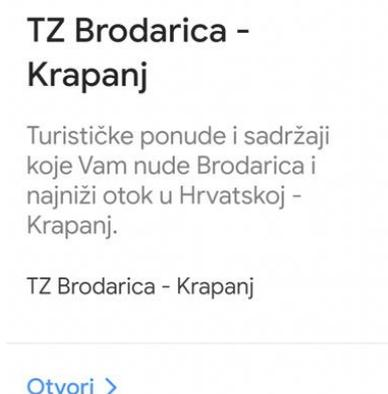 TZ Brodarica -
Krapanj
Turističke ponude i sadržaji
koje Vam nude Brodarica i
najniži otok u Hrvatskoj -
Krapanj.
TZ Brodarica - Krapanj
Otvori